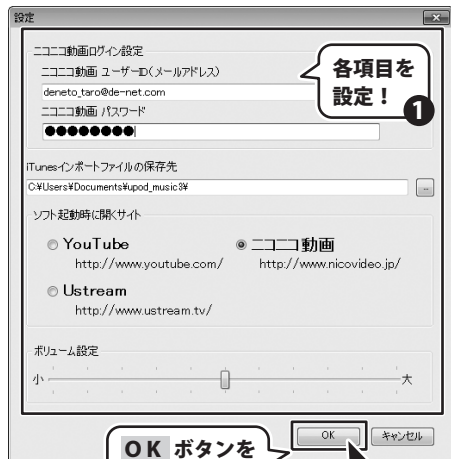 設定
ニコニコ動画ログイン設定
ニコニコ動画 ユーザーID(メールアドレス)
deneto_taro@de-net.com
ニコニコ動画 パスワード
●●●●●●●●
各項目を
設定！
1
iTunesインポートファイルの保存先
C:¥Users¥Documents¥upod_music3¥
...
ソフト起動時に開くサイト
YouTube
http://www.youtube.com/
ニコニコ動画
http://www.nicovideo.jp/
Ustream
http://www.ustream.tv/
ボリューム設定
小
大
OK
キャンセル
OK ボタンを